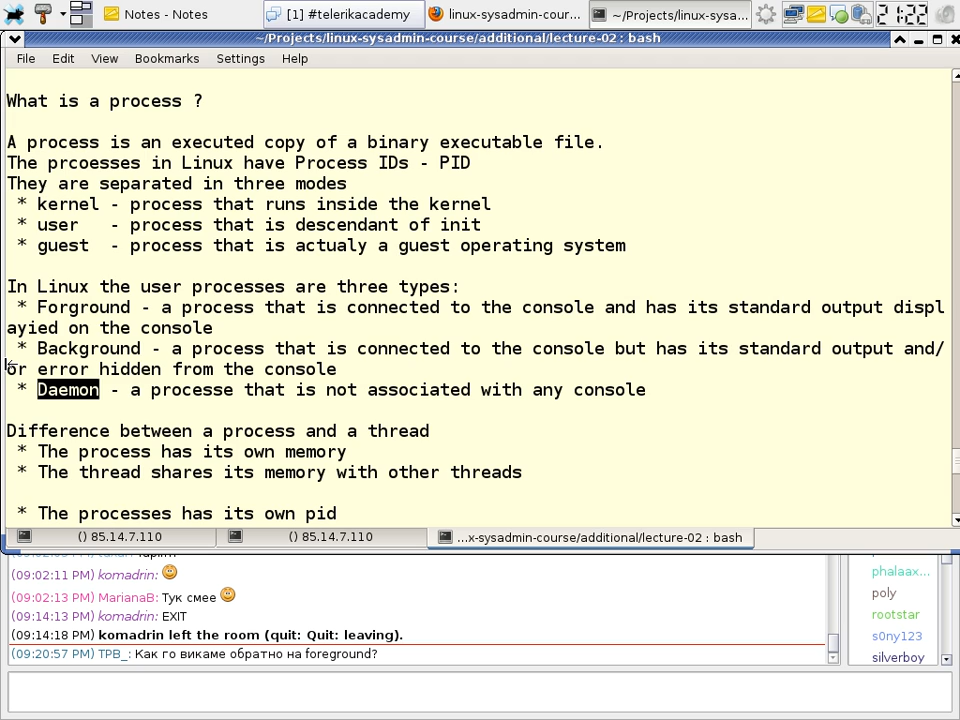 Notes - Notes
[1] #telerikacademy
linux-sysadmin-cour...
~/Projects/linux-sysa...
21:22
~/Projects/linux-sysadmin-course/additional/lecture-02 : bash
File Edit View Bookmarks Settings Help
What is a process ?
A process is an executed copy of a binary executable file.
The prcoesses in Linux have Process IDs - PID
They are separated in three modes
* kernel - process that runs inside the kernel
* user - process that is descendant of init
* guest - process that is actualy a guest operating system
In Linux the user processes are three types:
* Forground - a process that is connected to the console and has its standard output displ
ayied on the console
* Background - a process that is connected to the console but has its standard output and/
or error hidden from the console
* Daemon - a processe that is not associated with any console
Difference between a process and a thread
* The process has its own memory
* The thread shares its memory with other threads
* The processes has its own pid
() 85.14.7.110
() 85.14.7.110
...x-sysadmin-course/additional/lecture-02 : bash
(09:02:11 PM) komadrin:
(09:02:13 PM) MarianaB: Тук смее
(09:14:13 PM) komadrin: EXIT
(09:14:18 PM) komadrin left the room (quit: Quit: leaving).
(09:20:57 PM) TPB_: Как го викаме обратно на foreground?
phalaax...
poly
rootstar
s0ny123
silverboy